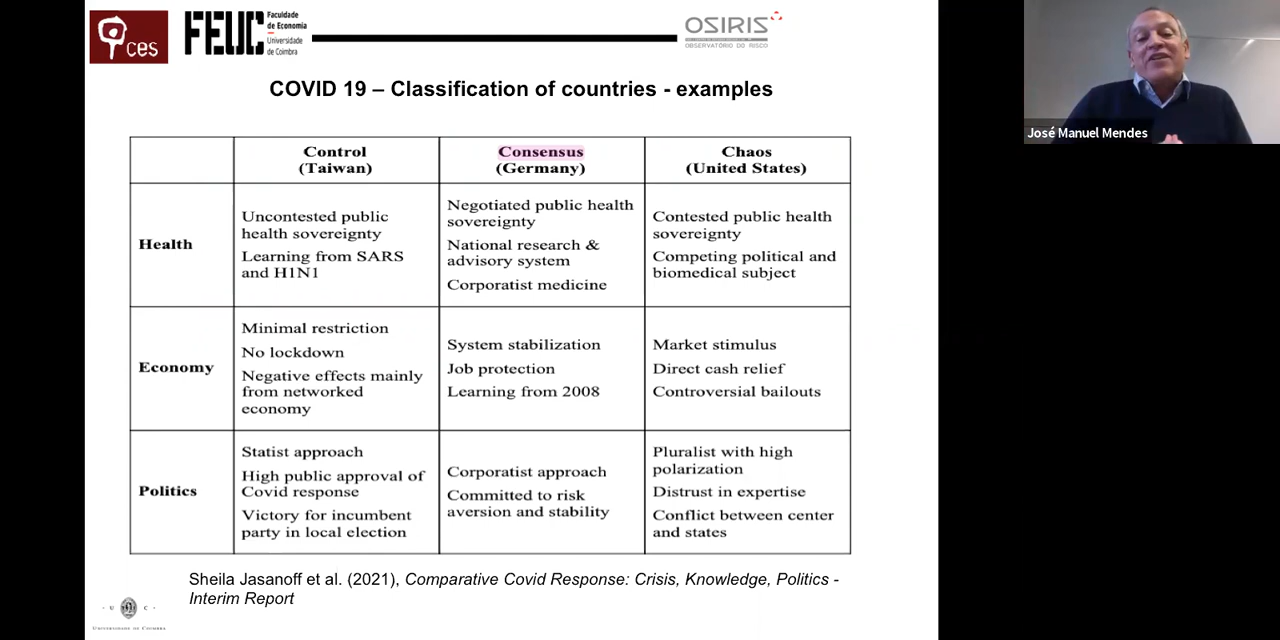 ces
FEUC
Faculdade
de Economia
Universidade
de Coimbra
OSIRIS
OBSERVATÓRIO DO RISCO
José Manuel Mendes
COVID 19 – Classification of countries - examples
Control
(Taiwan)
Consensus
(Germany)
Chaos
(United States)
Health
Uncontested public
health sovereignty
Learning from SARS
and H1N1
Negotiated public health
sovereignty
National research &
advisory system
Corporatist medicine
Contested public health
sovereignty
Competing political and
biomedical subject
Economy
Minimal restriction
No lockdown
Negative effects mainly
from networked
economy
System stabilization
Job protection
Learning from 2008
Market stimulus
Direct cash relief
Controversial bailouts
Politics
Statist approach
High public approval of
Covid response
Victory for incumbent
party in local election
Corporatist approach
Committed to risk
aversion and stability
Pluralist with high
polarization
Distrust in expertise
Conflict between center
and states
Sheila Jasanoff et al. (2021), Comparative Covid Response: Crisis, Knowledge, Politics -
Interim Report
· U C ·
UNIVERSIDADE DE COIMBRA